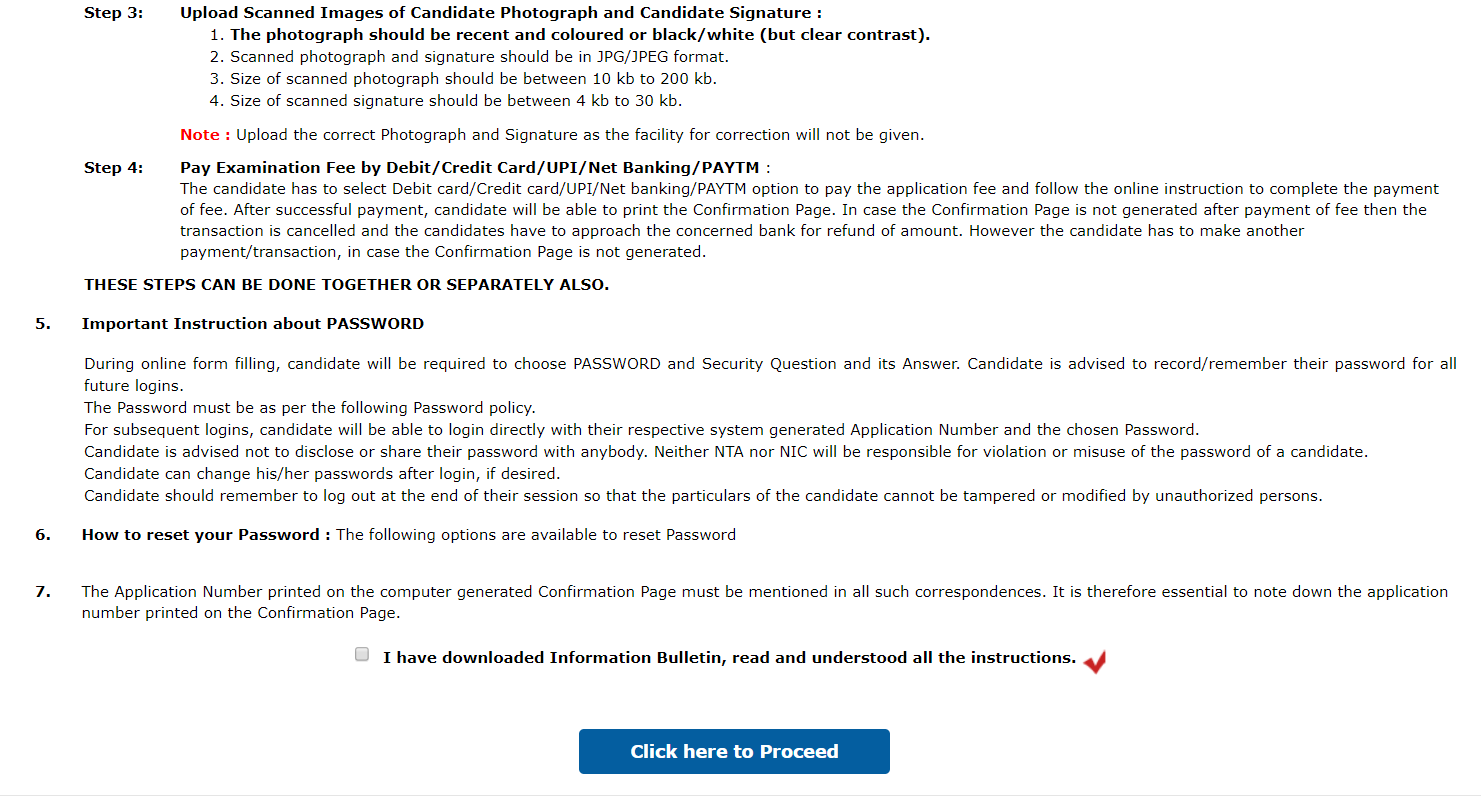 Step 3: Upload Scanned Images of Candidate Photograph and Candidate Signature :
1. The photograph should be recent and coloured or black/white (but clear contrast).
2. Scanned photograph and signature should be in JPG/JPEG format.
3. Size of scanned photograph should be between 10 kb to 200 kb.
4. Size of scanned signature should be between 4 kb to 30 kb.
Note : Upload the correct Photograph and Signature as the facility for correction will not be given.
Step 4: Pay Examination Fee by Debit/Credit Card/UPI/Net Banking/PAYTM :
The candidate has to select Debit card/Credit card/UPI/Net banking/PAYTM option to pay the application fee and follow the online instruction to complete the payment
of fee. After successful payment, candidate will be able to print the Confirmation Page. In case the Confirmation Page is not generated after payment of fee then the
transaction is cancelled and the candidates have to approach the concerned bank for refund of amount. However the candidate has to make another
payment/transaction, in case the Confirmation Page is not generated.
THESE STEPS CAN BE DONE TOGETHER OR SEPARATELY ALSO.
5. Important Instruction about PASSWORD
During online form filling, candidate will be required to choose PASSWORD and Security Question and its Answer. Candidate is advised to record/remember their password for all
future logins.
The Password must be as per the following Password policy.
For subsequent logins, candidate will be able to login directly with their respective system generated Application Number and the chosen Password.
Candidate is advised not to disclose or share their password with anybody. Neither NTA nor NIC will be responsible for violation or misuse of the password of a candidate.
Candidate can change his/her passwords after login, if desired.
Candidate should remember to log out at the end of their session so that the particulars of the candidate cannot be tampered or modified by unauthorized persons.
6. How to reset your Password : The following options are available to reset Password
7. The Application Number printed on the computer generated Confirmation Page must be mentioned in all such correspondences. It is therefore essential to note down the application
number printed on the Confirmation Page.
I have downloaded Information Bulletin, read and understood all the instructions.
Click here to Proceed